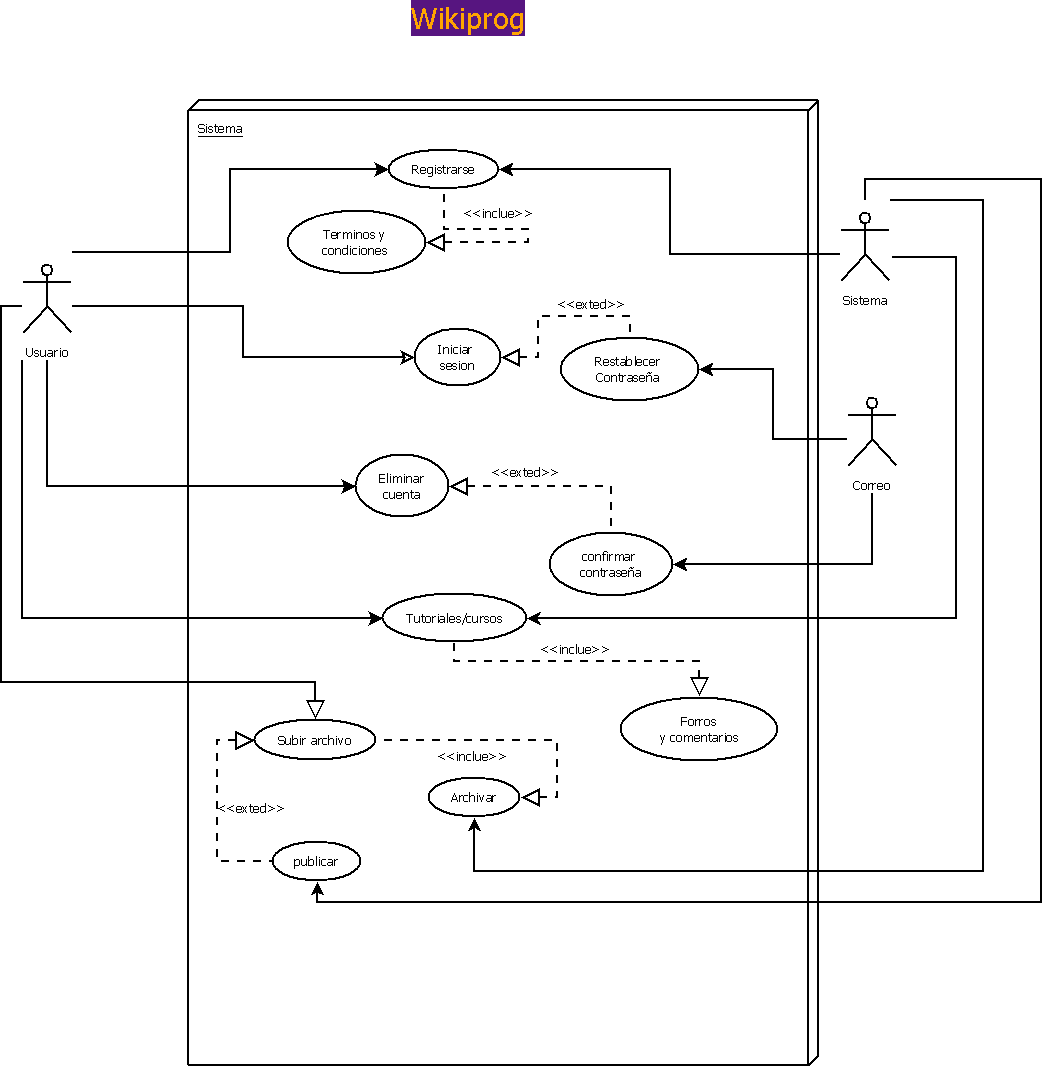 Wikiprog
Sistema
Registrarse
<<inclue>>
Terminos y
condiciones
Sistema
Usuario
<<exted>>
Iniciar
sesion
Restablecer
Contraseña
Correo
<<exted>>
Eliminar
cuenta
confirmar
contraseña
Tutoriales/cursos
<<inclue>>
Forros
y comentarios
Subir archivo
<<inclue>>
Archivar
<<exted>>
publicar